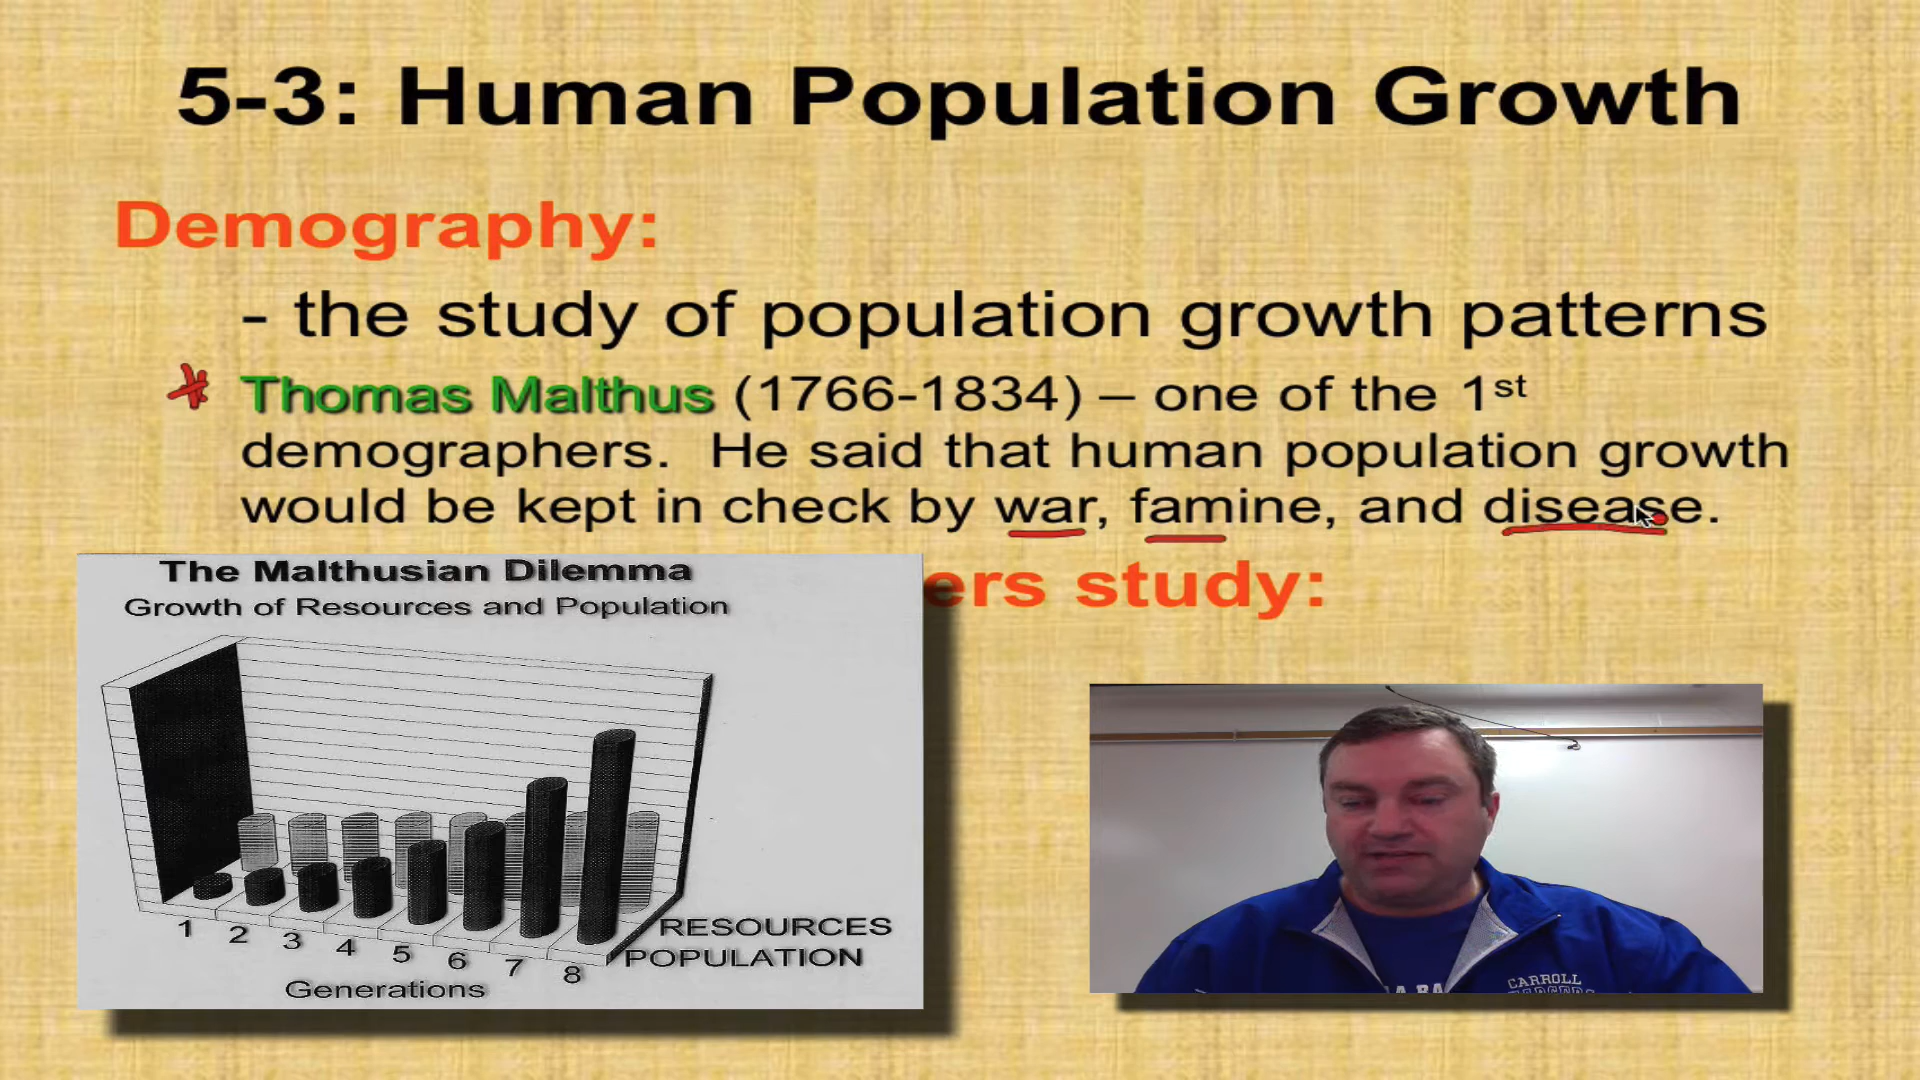 5-3: Human Population Growth
Demography:
- the study of population growth patterns
Thomas Malthus (1766-1834) – one of the 1st
demographers.  He said that human population growth
would be kept in check by war, famine, and disease.
ers study:
The Malthusian Dilemma
Growth of Resources and Population
RESOURCES
POPULATION
1 2 3 4 5 6 7 8
Generations
CARROLL